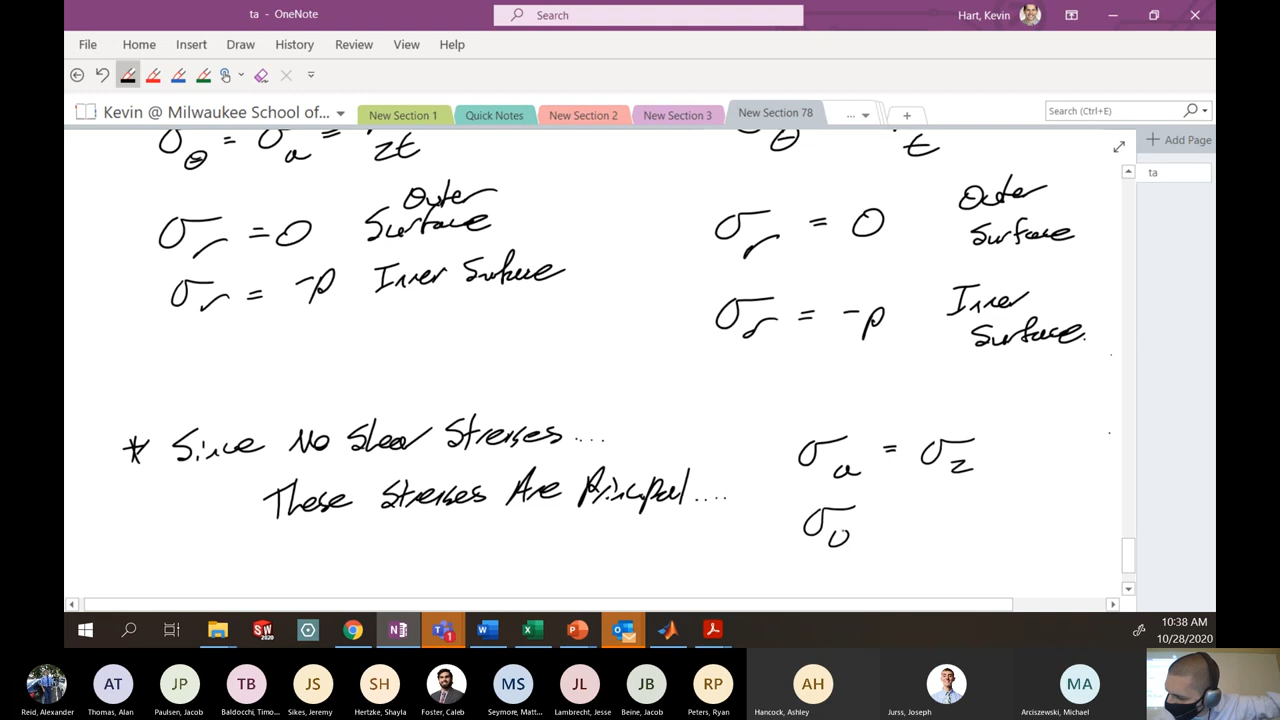 ta - OneNote
Search
Hart, Kevin
File Home Insert Draw History Review View Help
Kevin @ Milwaukee School of...
New Section 1 Quick Notes New Section 2 New Section 3 New Section 78 ...
Search (Ctrl+E)
Add Page
ta
σθ = σa = 2t
θ t
σr = 0 Outer Surface
σr = -p Inner Surface
σr = 0 Outer Surface
σr = -p Inner Surface.
* Since No Shear Stresses ....
These Stresses Are Principal ....
σa = σz
σ
10:38 AM
10/28/2020
AT JP TB JS SH MS JL JB RP AH MA
Reid, Alexander Thomas, Alan Paulsen, Jacob Baldocchi, Timo... Sikes, Jeremy Hertzke, Shayla Foster, Caleb Seymore, Matt... Lambrecht, Jesse Beine, Jacob Peters, Ryan Hancock, Ashley Jurss, Joseph Arciszewski, Michael